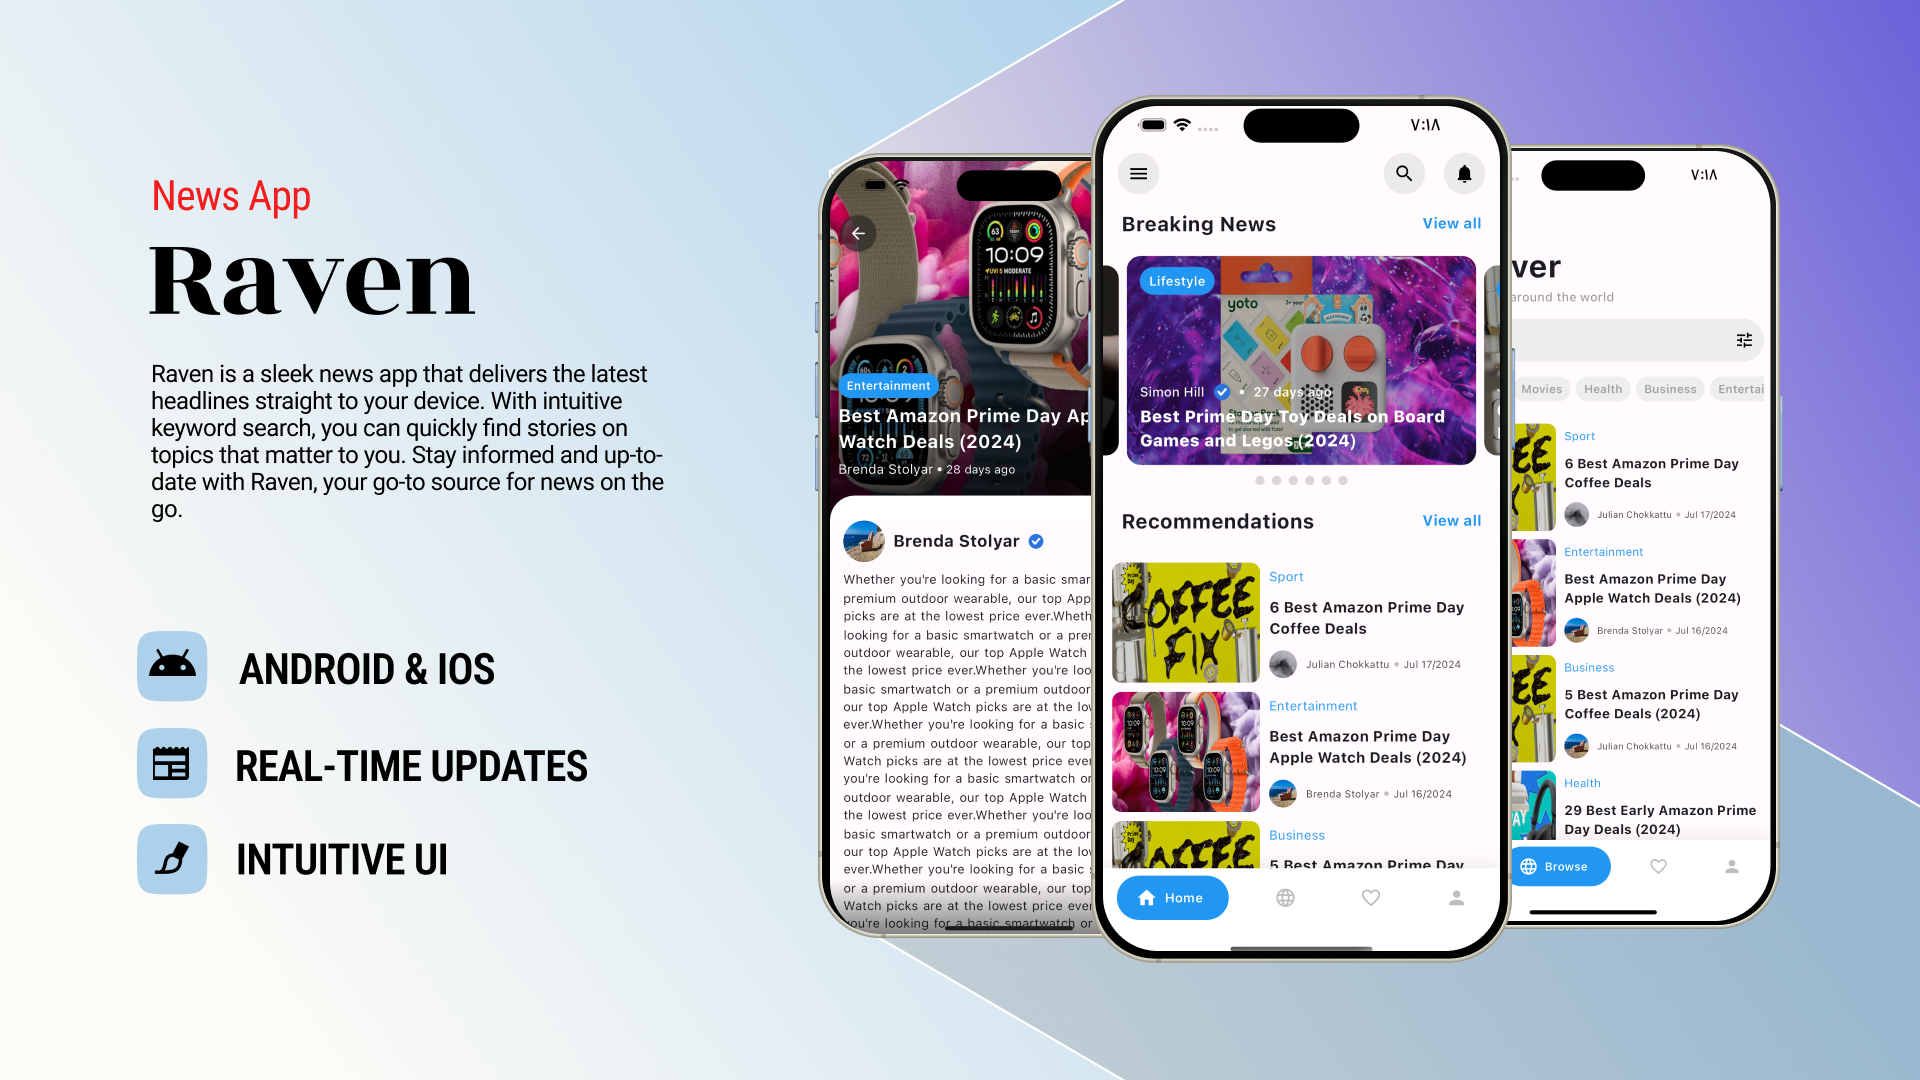 News App
Raven
Raven is a sleek news app that delivers the latest
headlines straight to your device. With intuitive
keyword search, you can quickly find stories on
topics that matter to you. Stay informed and up-to-
date with Raven, your go-to source for news on the
go.
ANDROID & IOS
REAL-TIME UPDATES
INTUITIVE UI
10:09
Entertainment
Best Amazon Prime Day Ap
Watch Deals (2024)
Brenda Stolyar • 28 days ago
Brenda Stolyar
Whether you're looking for a basic smar
premium outdoor wearable, our top App
picks are at the lowest price ever.Wheth
looking for a basic smartwatch or a prer
outdoor wearable, our top Apple Watch
the lowest price ever.Whether you're loo
basic smartwatch or a premium outdoor
our top Apple Watch picks are at the lov
ever.Whether you're looking for a basic
or a premium outdoor wearable, our top
Watch picks are at the lowest price ever
you're looking for a basic smartwatch or
outdoor wearable, our top Apple Watch
the lowest price ever.Whether you're loo
basic smartwatch or a premium outdoor
our top Apple Watch picks are at the lov
ever.Whether you're looking for a basic
or a premium outdoor wearable, our top
Watch picks are at the lowest price ever
you're looking for a basic smartwatch or
٧:١٨
Breaking News
View all
Lifestyle
yoto
Simon Hill • 27 days ago
Best Prime Day Toy Deals on Board
Games and Legos (2024)
Recommendations
View all
OFFEE
FIX
Sport
6 Best Amazon Prime Day
Coffee Deals
Julian Chokkattu • Jul 17/2024
Entertainment
Best Amazon Prime Day
Apple Watch Deals (2024)
Brenda Stolyar • Jul 16/2024
Business
5 Best Amazon Prime Day
Home
٧:١٨
ver
around the world
Movies
Health
Business
Entertai
Sport
6 Best Amazon Prime Day
Coffee Deals
Julian Chokkattu • Jul 17/2024
Entertainment
Best Amazon Prime Day
Apple Watch Deals (2024)
Brenda Stolyar • Jul 16/2024
Business
5 Best Amazon Prime Day
Coffee Deals (2024)
Julian Chokkattu • Jul 16/2024
Health
29 Best Early Amazon Prime
Day Deals (2024)
Browse